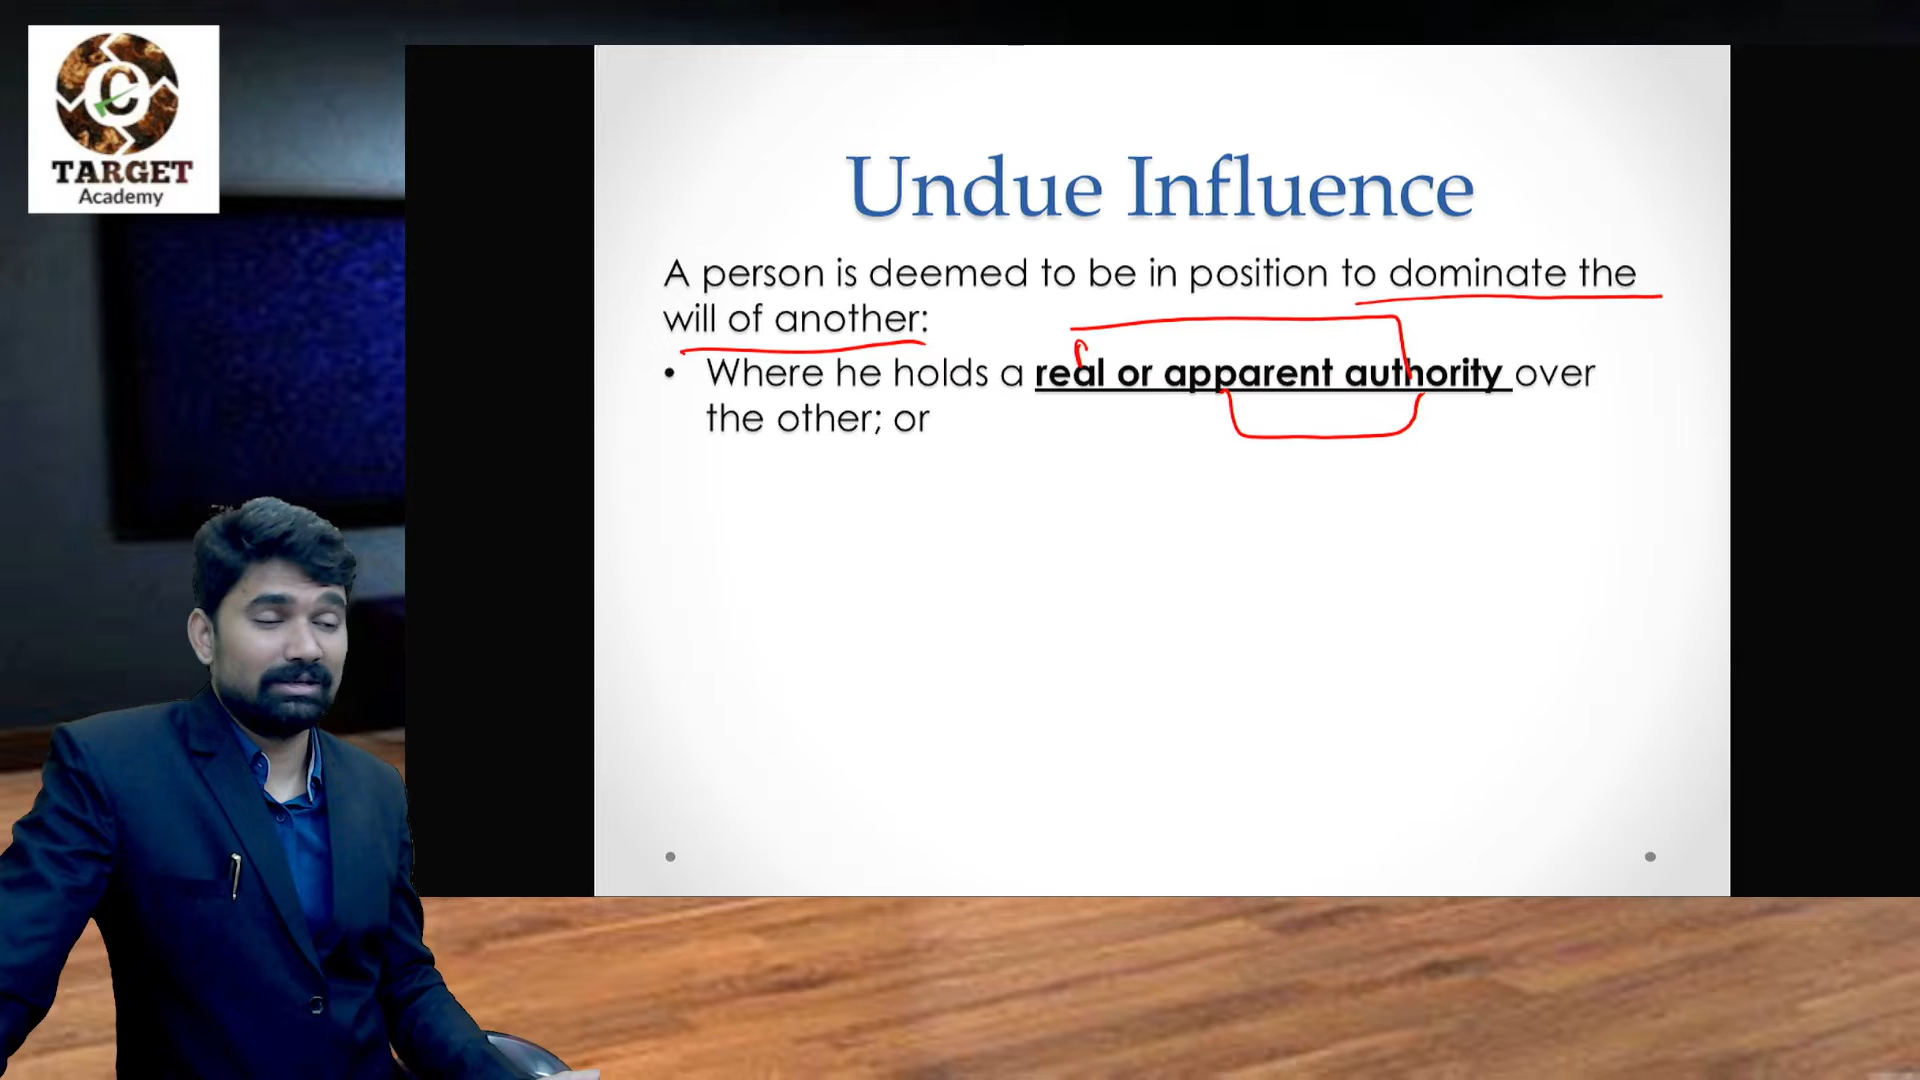 TARGET
Academy
Undue Influence
A person is deemed to be in position to dominate the
will of another:
• Where he holds a real or apparent authority over
the other; or